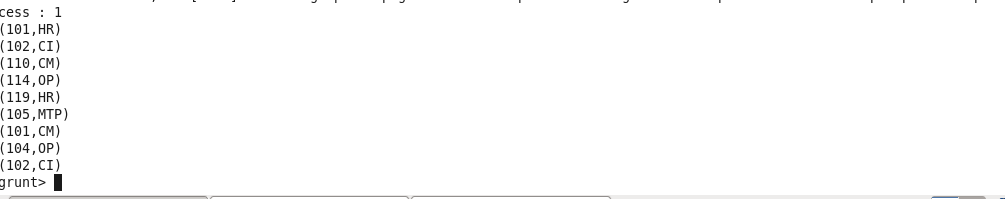 cess : 1
(101,HR)
(102,CI)
(110,CM)
(114,OP)
(119,HR)
(105,MTP)
(101,CM)
(104,OP)
(102,CI)
grunt>